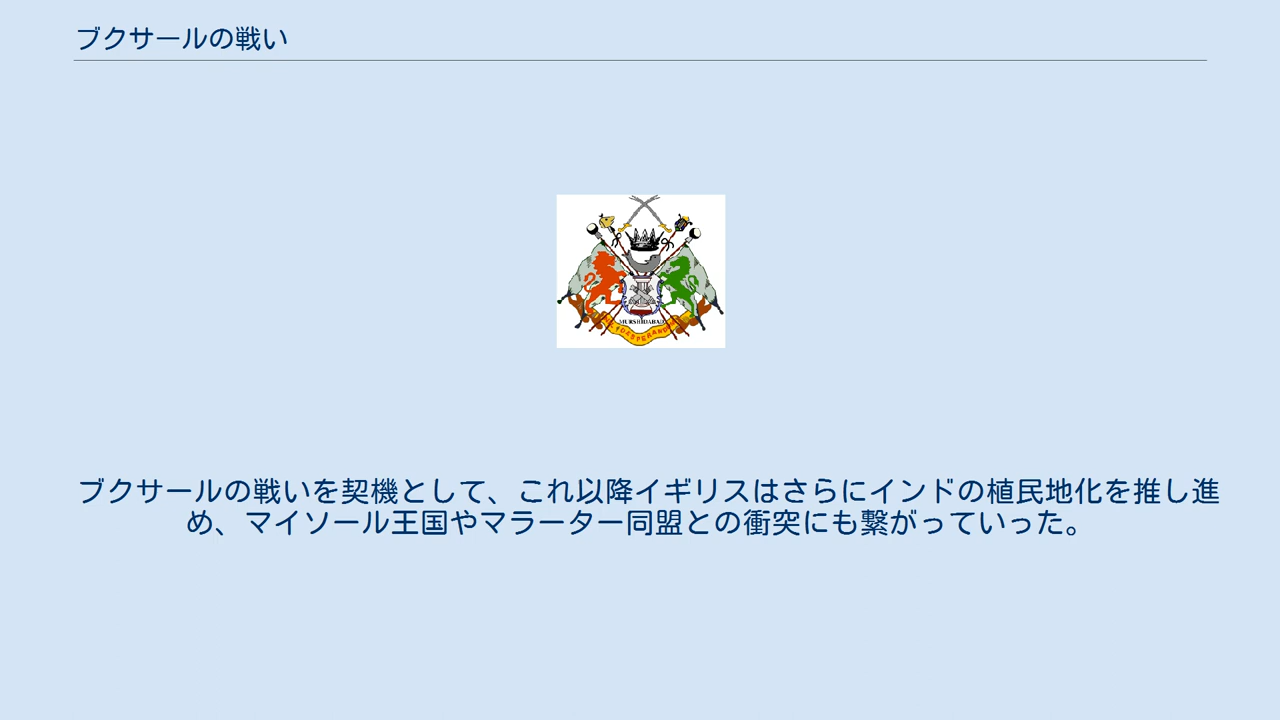 ブクサールの戦い
MURSHIDABAD
ブクサールの戦いを契機として、これ以降イギリスはさらにインドの植民地化を推し進
め、マイソール王国やマラーター同盟との衝突にも繋がっていった。